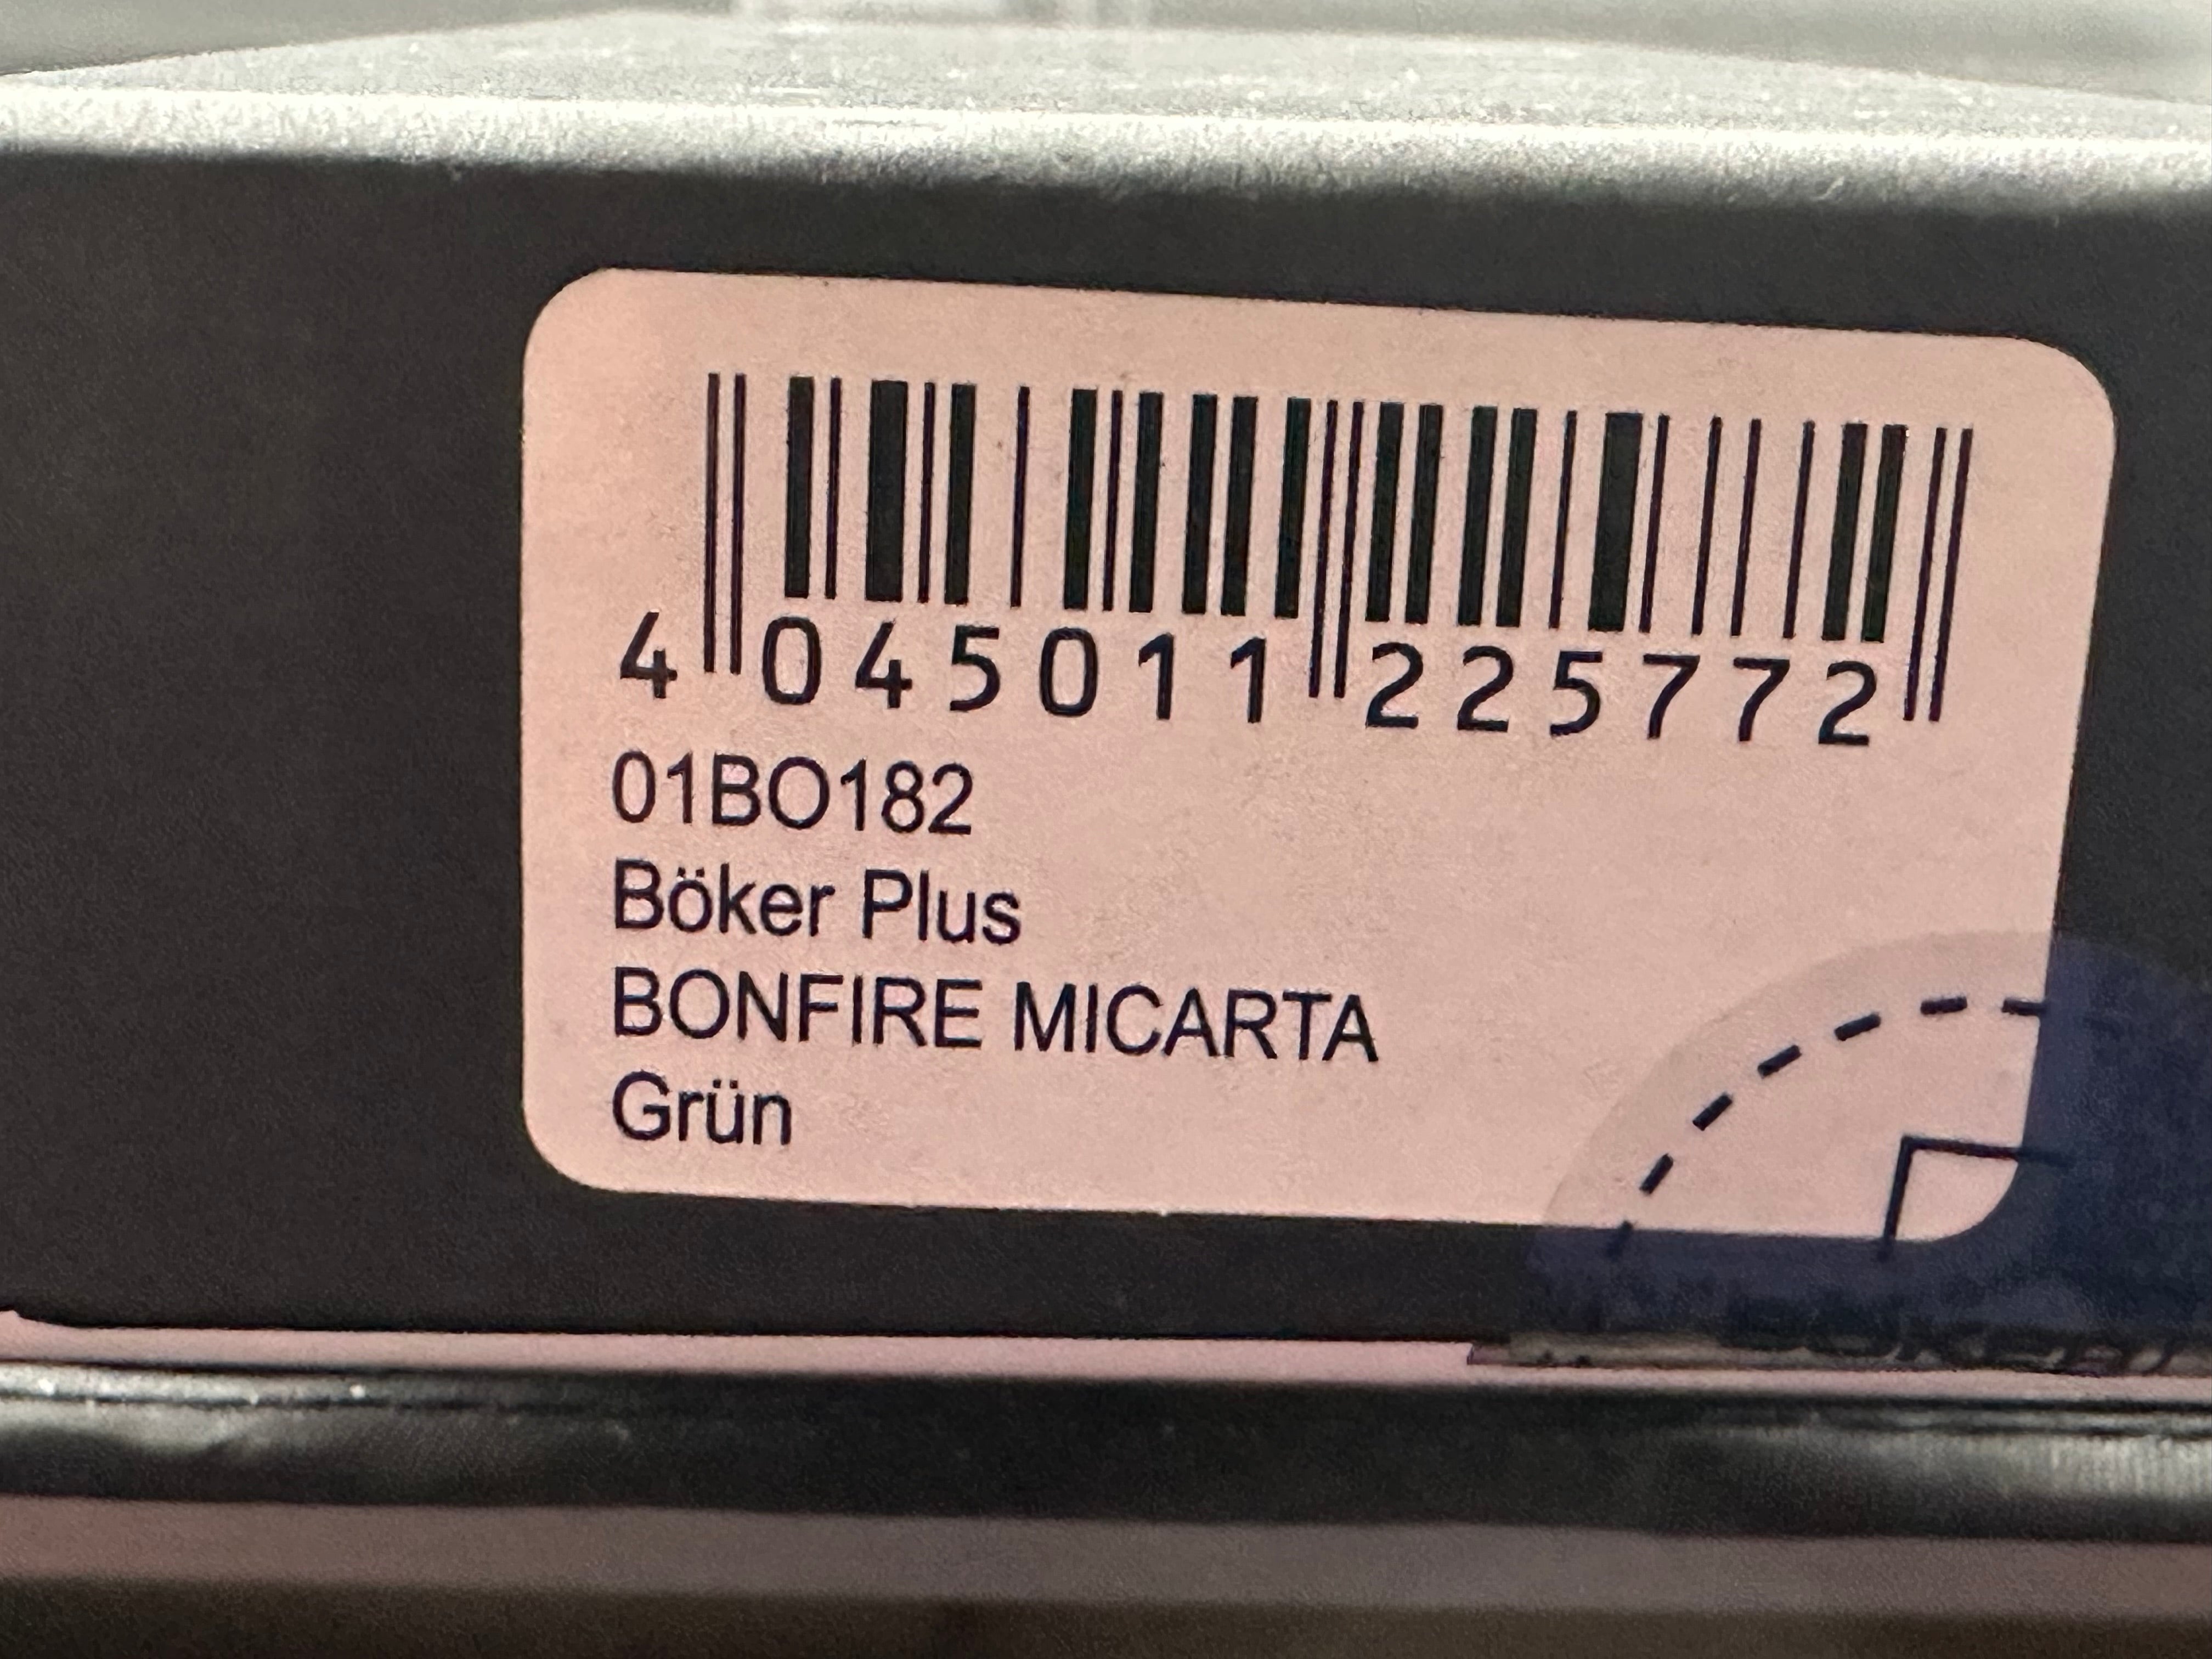 4 045011 225772
01BO182
Böker Plus
BONFIRE MICARTA
Grün